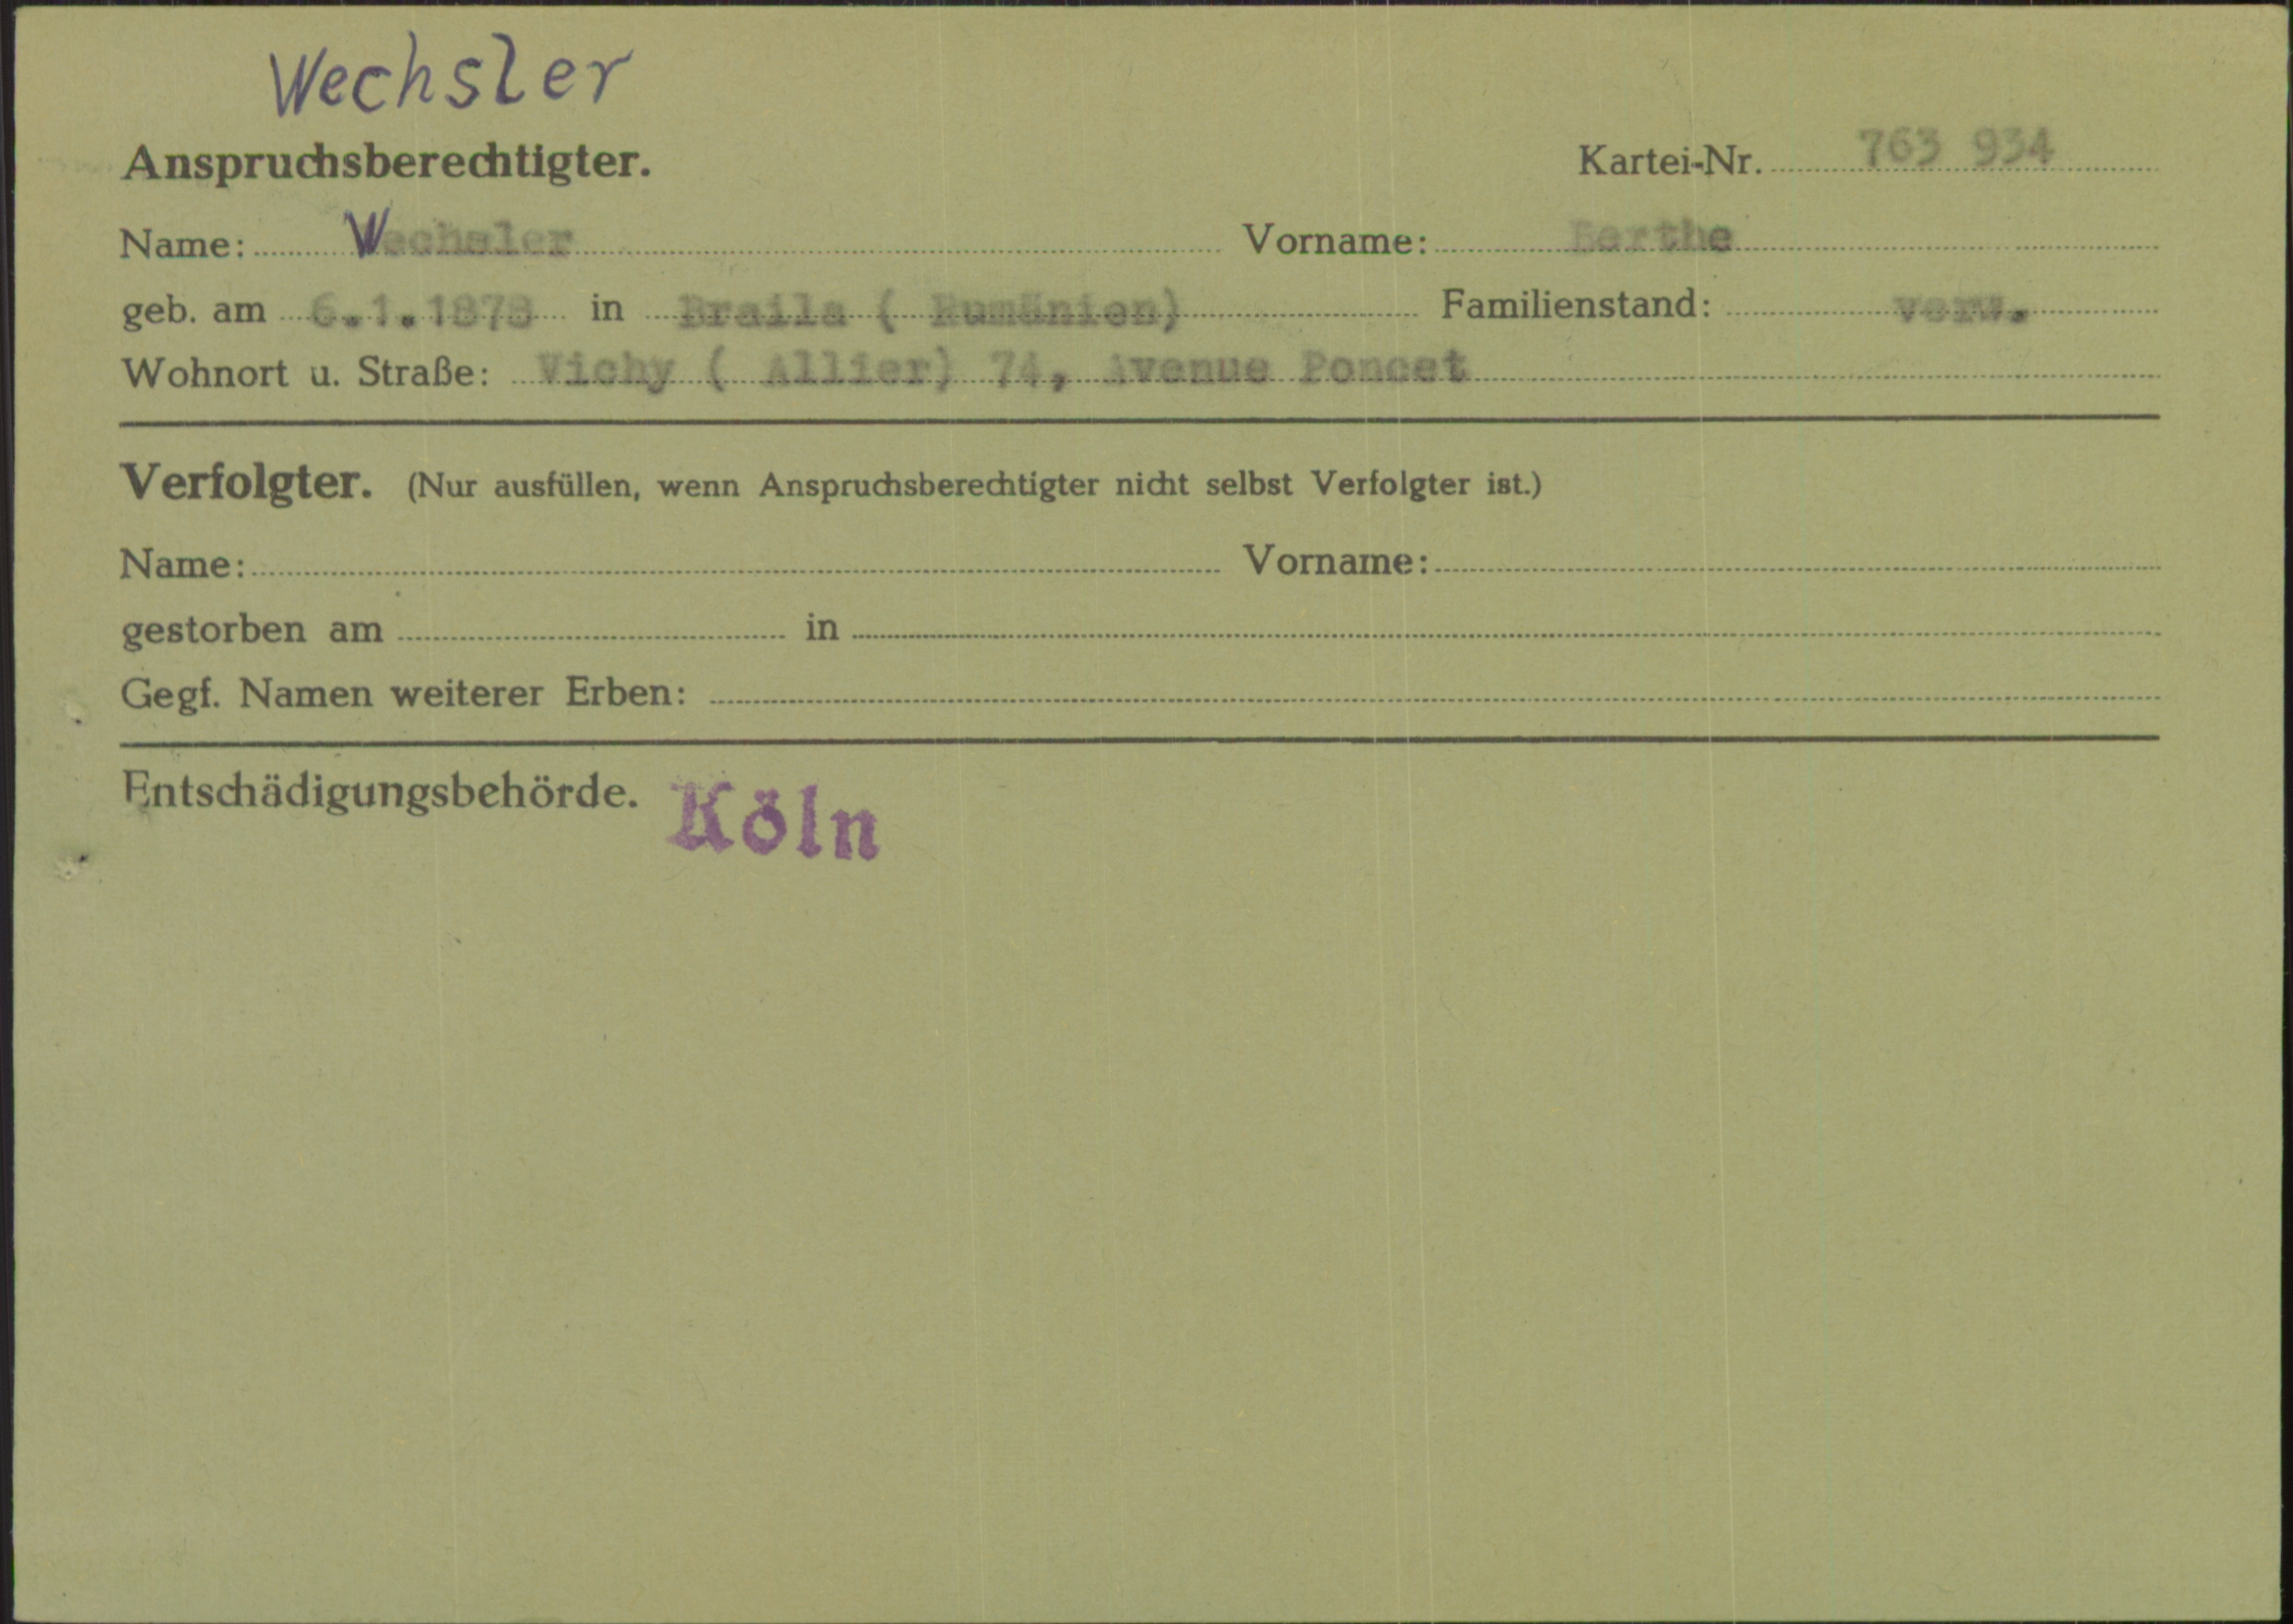 Wechsler
Anspruchsberechtigter. Kartei-Nr. 763 934
Name: Wechsler Vorname: Berthe
geb. am 6.1.1878 in Braila ( Rumänien) Familienstand: verw.
Wohnort u. Straße: Vichy ( Allier) 74, Avenue Poncet
Verfolgter. (Nur ausfüllen, wenn Anspruchsberechtigter nicht selbst Verfolgter ist.)
Name: Vorname:
gestorben am in
Gegf. Namen weiterer Erben:
Entschädigungsbehörde. Köln